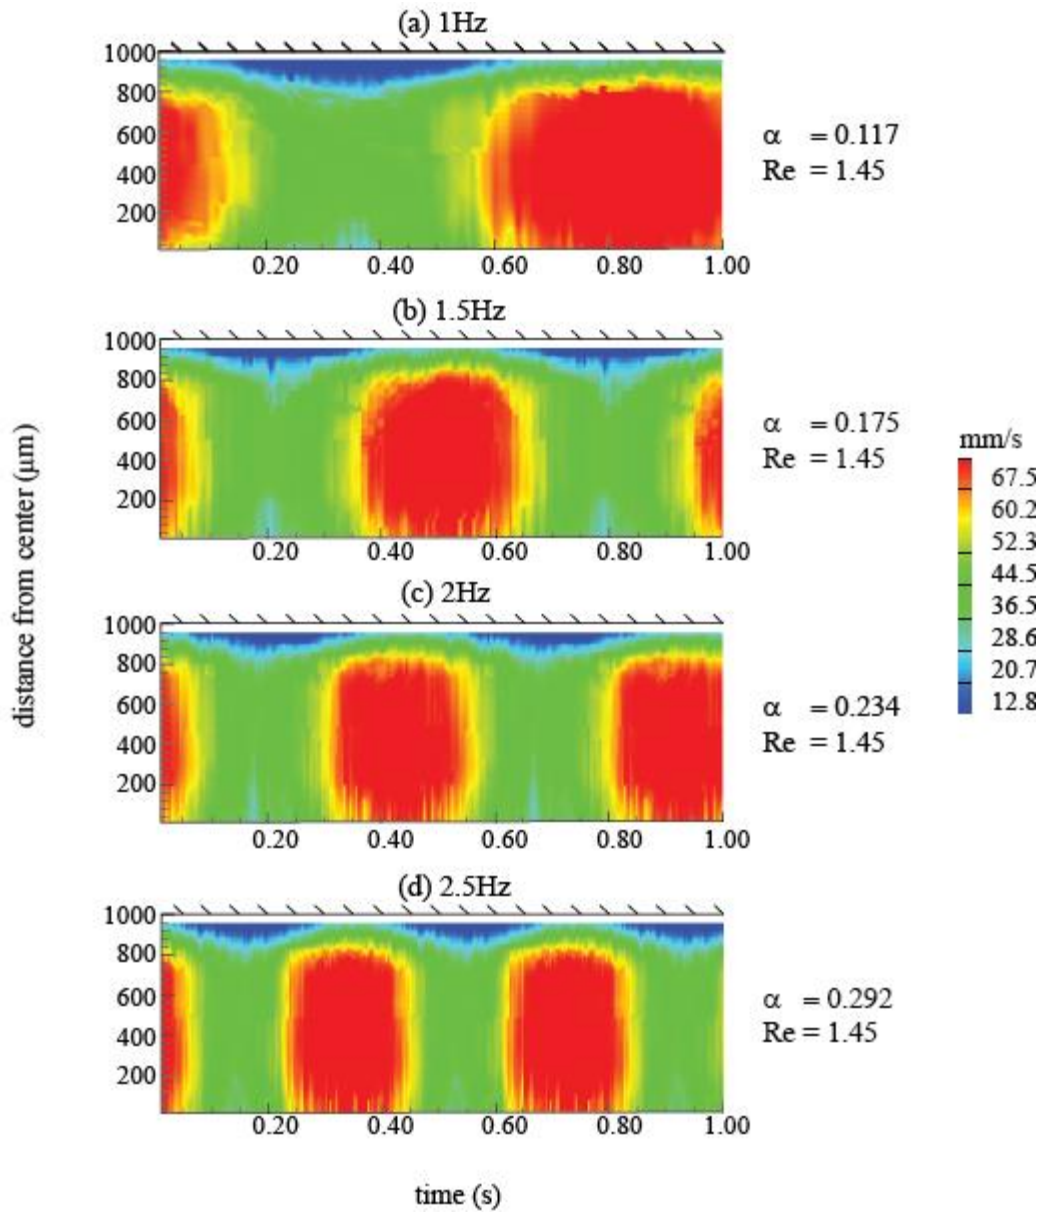 (a) 1Hz
1000
800
600
400
200
0.20 0.40 0.60 0.80 1.00
α = 0.117
Re = 1.45
(b) 1.5Hz
1000
800
600
400
200
0.20 0.40 0.60 0.80 1.00
α = 0.175
Re = 1.45
(c) 2Hz
1000
800
600
400
200
0.20 0.40 0.60 0.80 1.00
α = 0.234
Re = 1.45
(d) 2.5Hz
1000
800
600
400
200
0.20 0.40 0.60 0.80 1.00
α = 0.292
Re = 1.45
distance from center (µm)
time (s)
mm/s
67.5
60.2
52.3
44.5
36.5
28.6
20.7
12.8